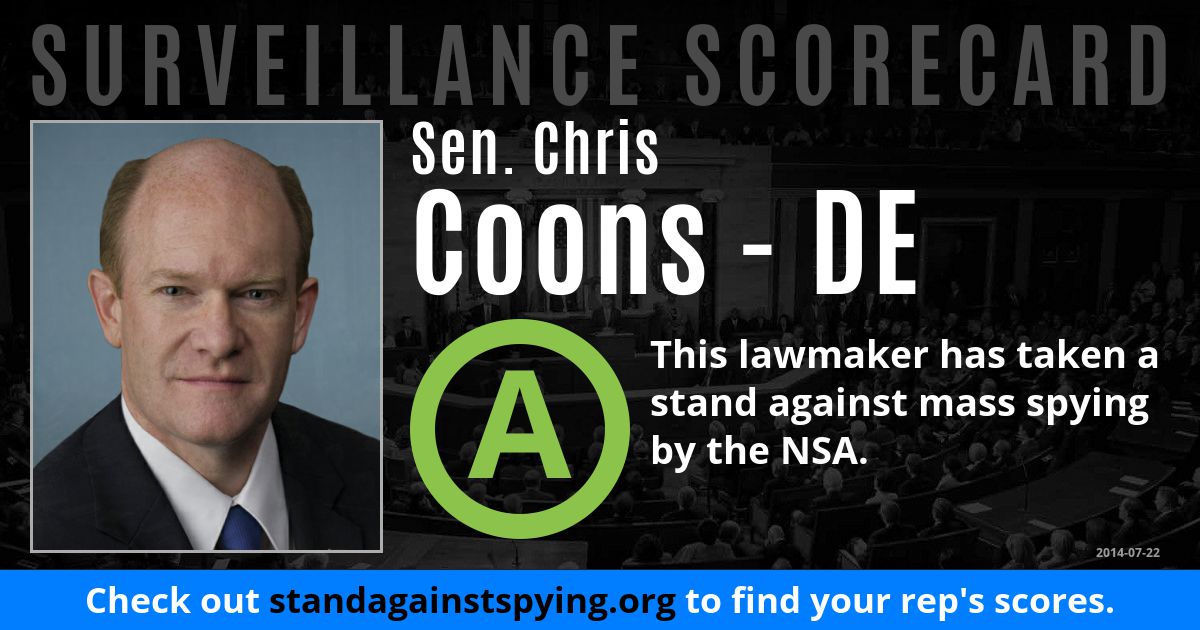 SURVEILLANCE SCORECARD
Sen. Chris
Coons - DE
A
This lawmaker has taken a
stand against mass spying
by the NSA.
2014-07-22
Check out standagainstspying.org to find your rep's scores.